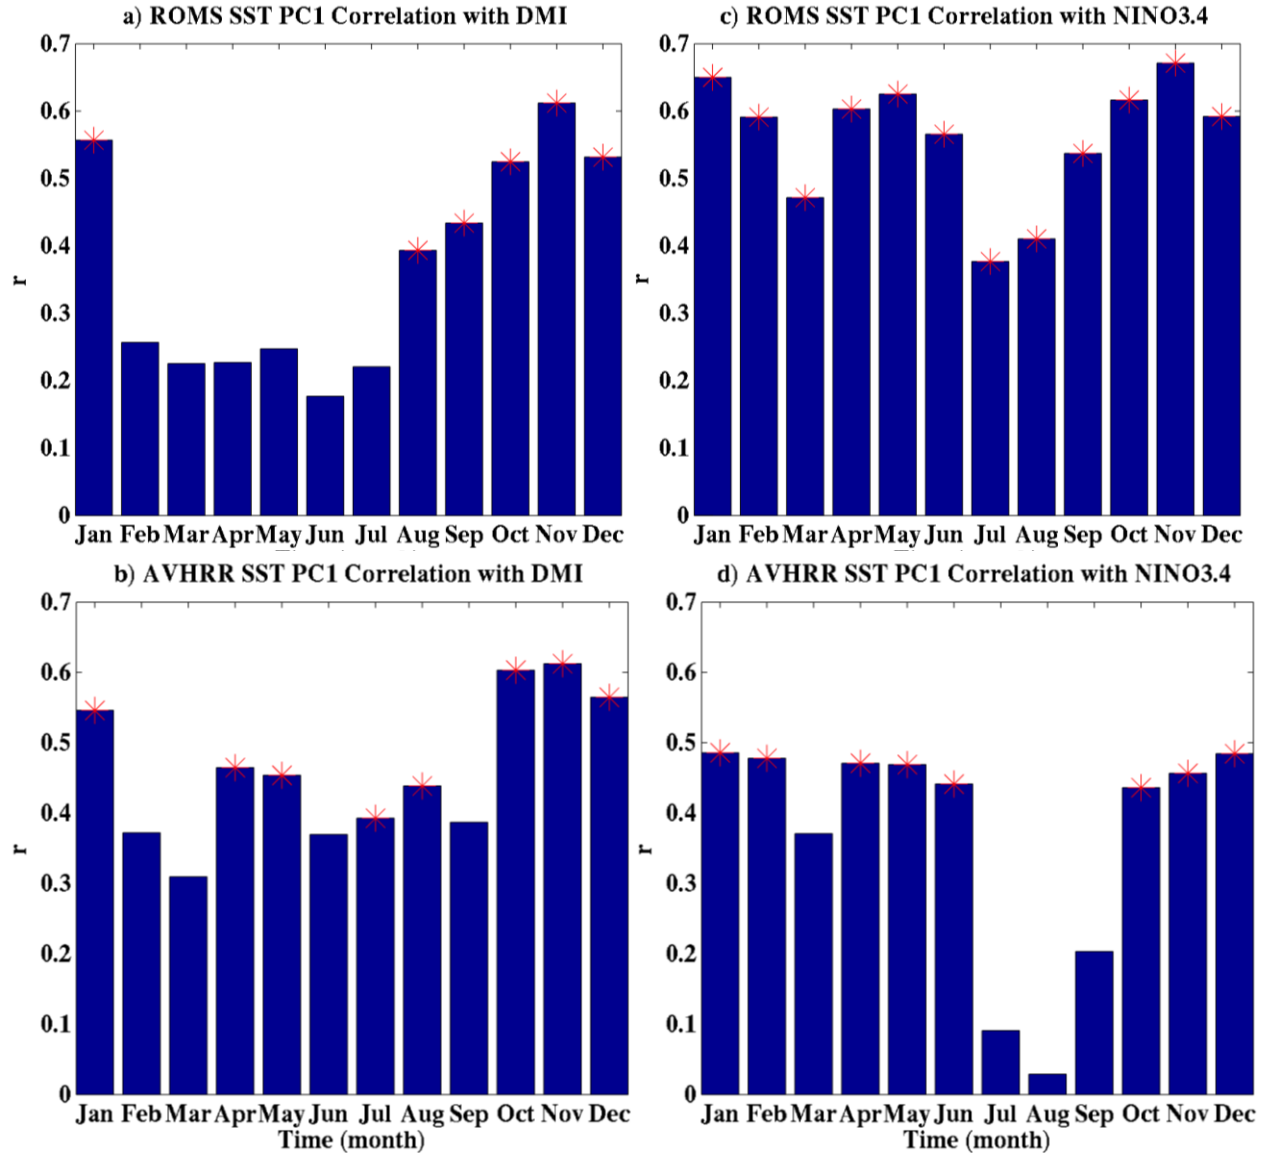 a) ROMS SST PC1 Correlation with DMI
0.7
0.6
0.5
0.4
0.3
0.2
0.1
0
r
Jan Feb Mar Apr May Jun Jul Aug Sep Oct Nov Dec
c) ROMS SST PC1 Correlation with NINO3.4
0.7
0.6
0.5
0.4
0.3
0.2
0.1
0
r
Jan Feb Mar Apr May Jun Jul Aug Sep Oct Nov Dec
b) AVHRR SST PC1 Correlation with DMI
0.7
0.6
0.5
0.4
0.3
0.2
0.1
0
r
Jan Feb Mar Apr May Jun Jul Aug Sep Oct Nov Dec
Time (month)
d) AVHRR SST PC1 Correlation with NINO3.4
0.7
0.6
0.5
0.4
0.3
0.2
0.1
0
r
Jan Feb Mar Apr May Jun Jul Aug Sep Oct Nov Dec
Time (month)